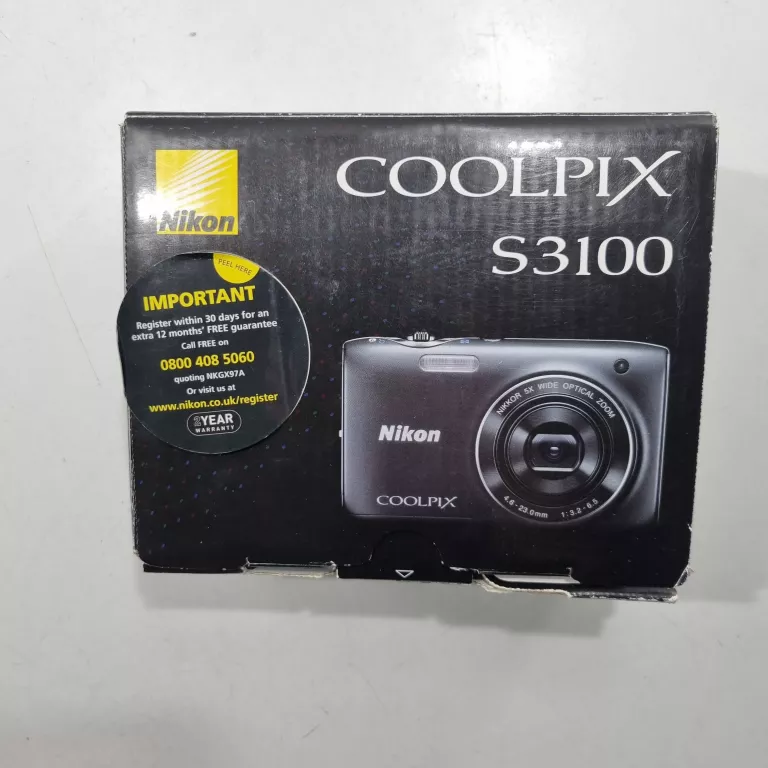 Nikon
COOLPIX
S3100
PEEL HERE
IMPORTANT
Register within 30 days for an
extra 12 months' FREE guarantee
Call FREE on
0800 408 5060
quoting NKGX97A
Or visit us at
www.nikon.co.uk/register
2YEAR
WARRANTY
Nikon
COOLPIX
NIKKOR 5X WIDE OPTICAL ZOOM
4.6-23.0mm 1:3.2-6.5